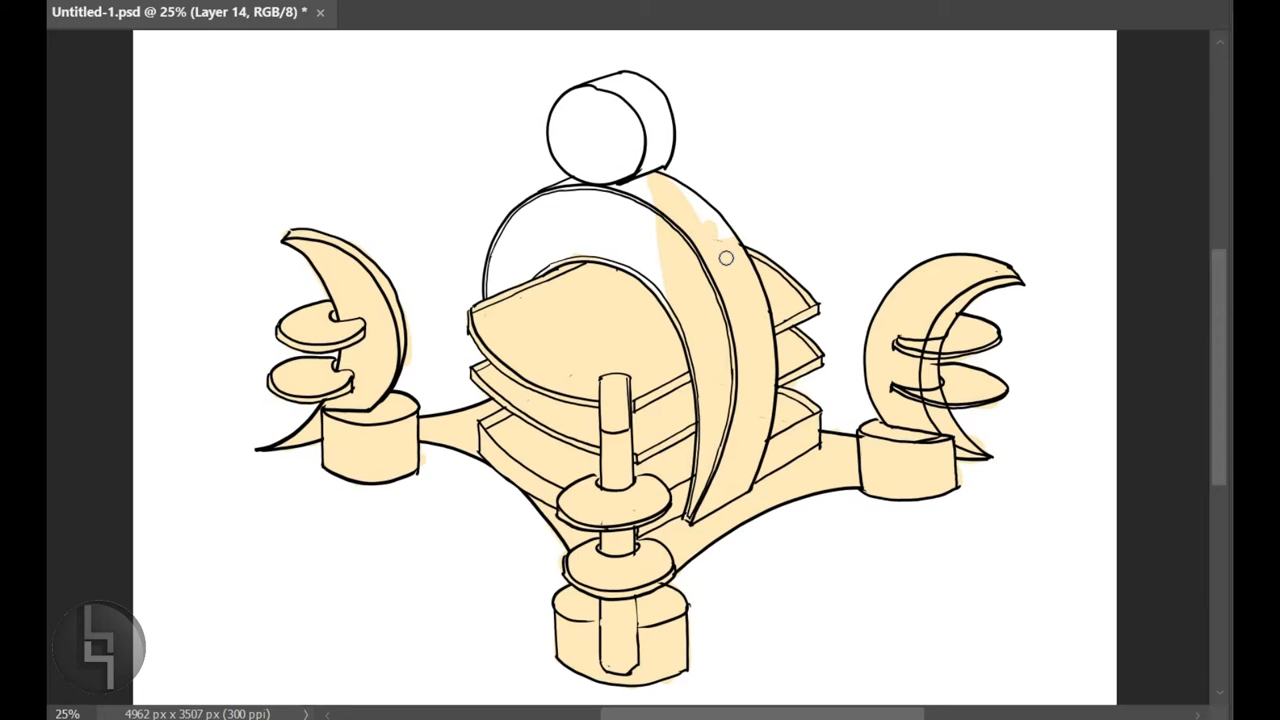 Untitled-1.psd @ 25% (Layer 14, RGB/8) *
25%
4962 px x 3507 px (300 ppi)